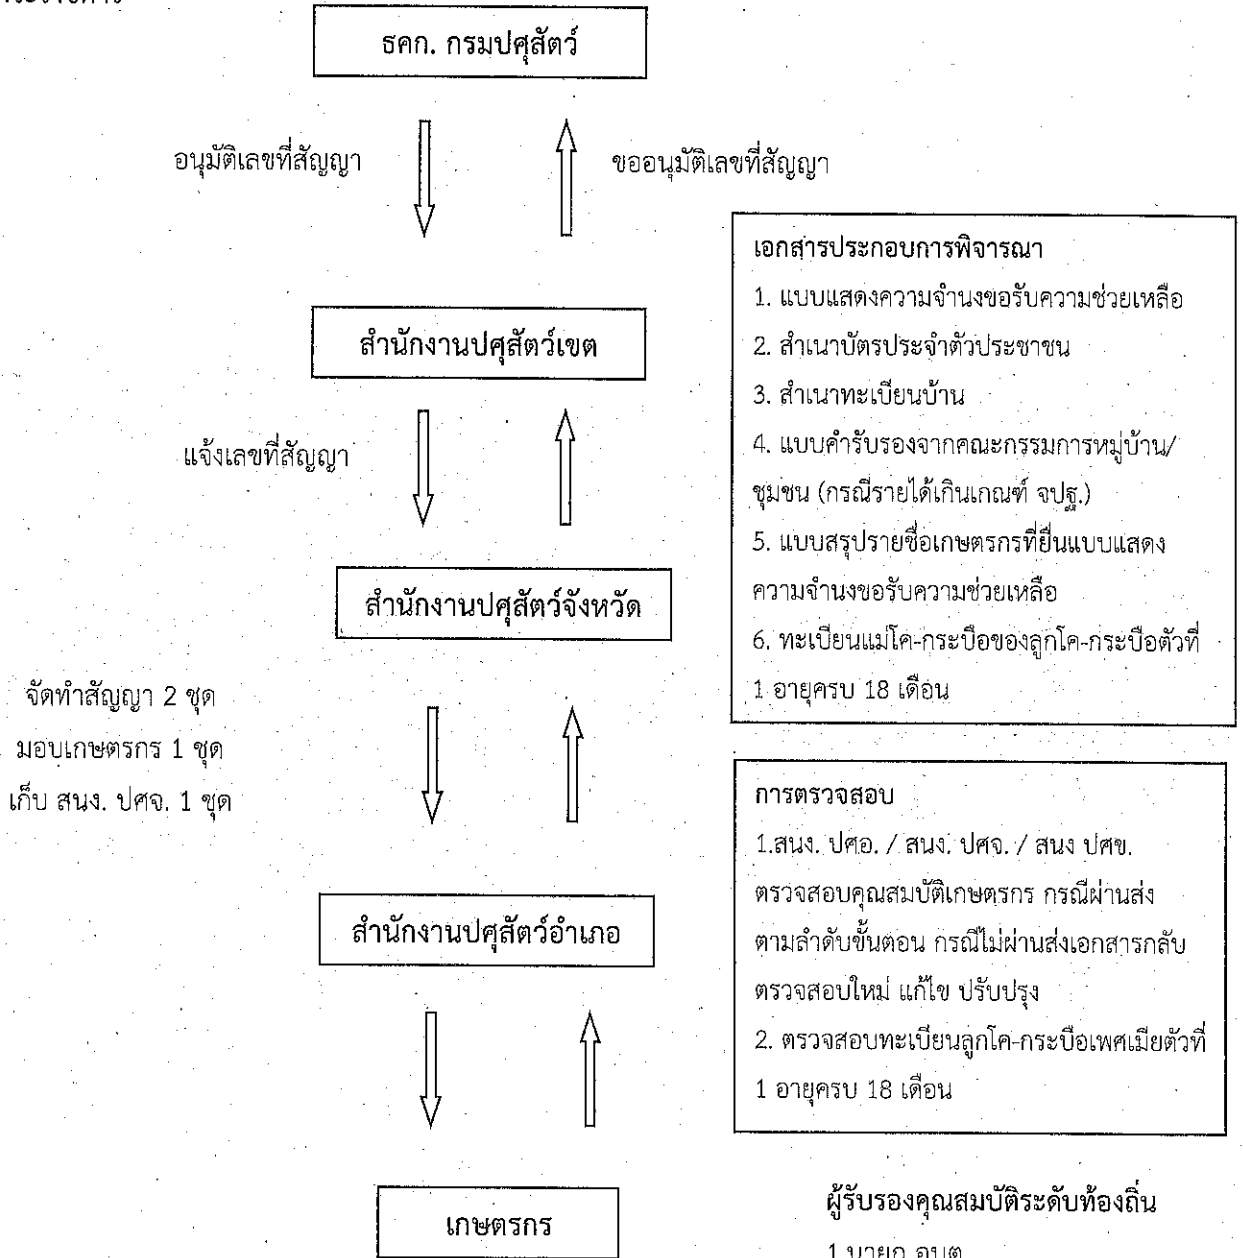 ธคก. กรมปศุสัตว์
อนุมัติเลขที่สัญญา
ขออนุมัติเลขที่สัญญา
สำนักงานปศุสัตว์เขต
แจ้งเลขที่สัญญา
สำนักงานปศุสัตว์จังหวัด
จัดทำสัญญา 2 ชุด
มอบเกษตรกร 1 ชุด
เก็บ สนง. ปศจ. 1 ชุด
สำนักงานปศุสัตว์อำเภอ
เกษตรกร
เอกสารประกอบการพิจารณา
1. แบบแสดงความจำนงขอรับความช่วยเหลือ
2. สำเนาบัตรประจำตัวประชาชน
3. สำเนาทะเบียนบ้าน
4. แบบคำรับรองจากคณะกรรมการหมู่บ้าน/
ชุมชน (กรณีรายได้เกินเกณฑ์ จปฐ.)
5. แบบสรุปรายชื่อเกษตรกรที่ยื่นแบบแสดง
ความจำนงขอรับความช่วยเหลือ
6. ทะเบียนแม่โค-กระบือของลูกโค-กระบือตัวที่
1 อายุครบ 18 เดือน
การตรวจสอบ
1.สนง. ปศอ. / สนง. ปศจ. / สนง ปศข.
ตรวจสอบคุณสมบัติเกษตรกร กรณีผ่านส่ง
ตามลำดับขั้นตอน กรณีไม่ผ่านส่งเอกสารกลับ
ตรวจสอบใหม่ แก้ไข ปรับปรุง
2. ตรวจสอบทะเบียนลูกโค-กระบือเพศเมียตัวที่
1 อายุครบ 18 เดือน
ผู้รับรองคุณสมบัติระดับท้องถิ่น
1 นายก อบต